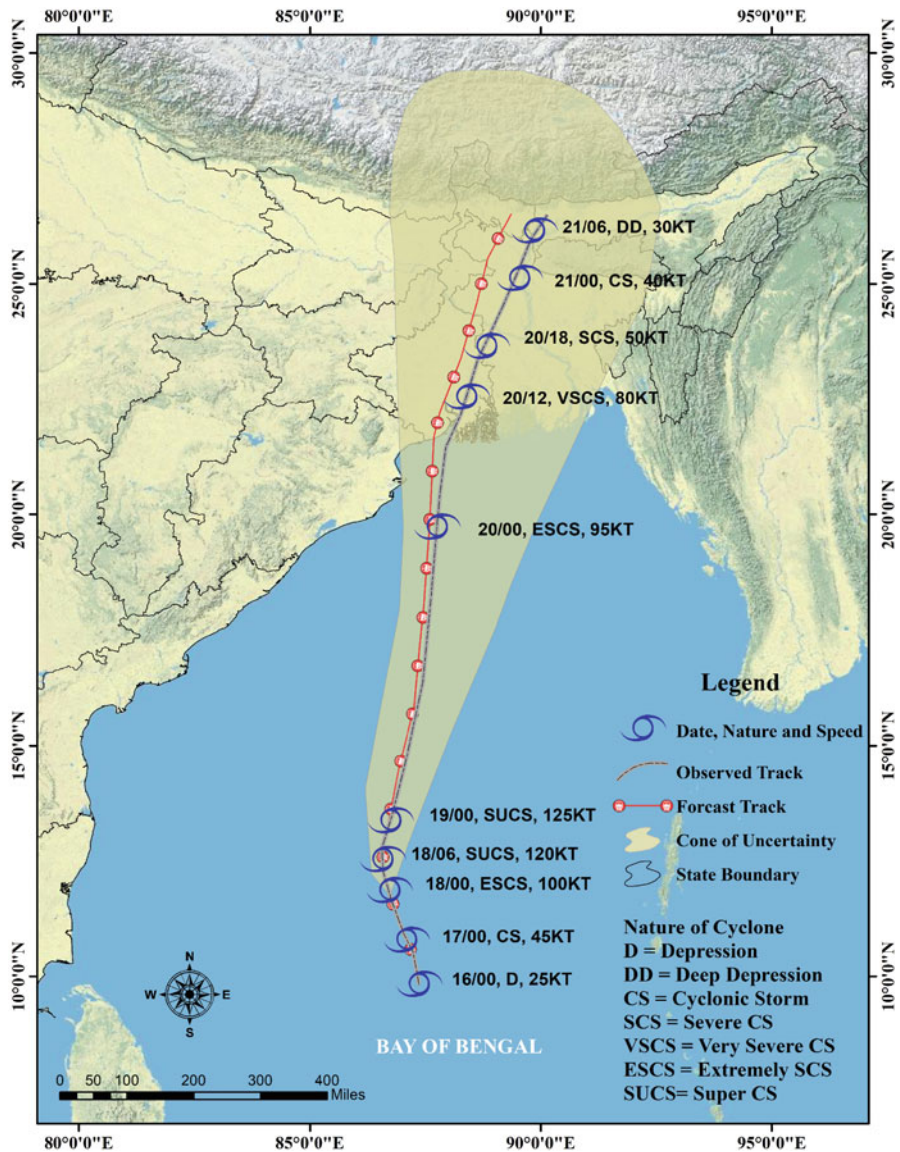 80°0'0"E 85°0'0"E 90°0'0"E 95°0'0"E
30°0'0"N 30°0'0"N
21/06, DD, 30KT
21/00, CS, 40KT
25°0'0"N 25°0'0"N
20/18, SCS, 50KT
20/12, VSCS, 80KT
20°0'0"N 20°0'0"N
20/00, ESCS, 95KT
Legend
Date, Nature and Speed
15°0'0"N 15°0'0"N
Observed Track
Forcast Track
19/00, SUCS, 125KT
Cone of Uncertainty
18/06, SUCS, 120KT
State Boundary
18/00, ESCS, 100KT
17/00, CS, 45KT
16/00, D, 25KT
10°0'0"N 10°0'0"N
Nature of Cyclone
D = Depression
DD = Deep Depression
CS = Cyclonic Storm
SCS = Severe CS
VSCS = Very Severe CS
ESCS = Extremely SCS
SUCS= Super CS
N
W E
S
BAY OF BENGAL
0 50 100 200 300 400
Miles
80°0'0"E 85°0'0"E 90°0'0"E 95°0'0"E